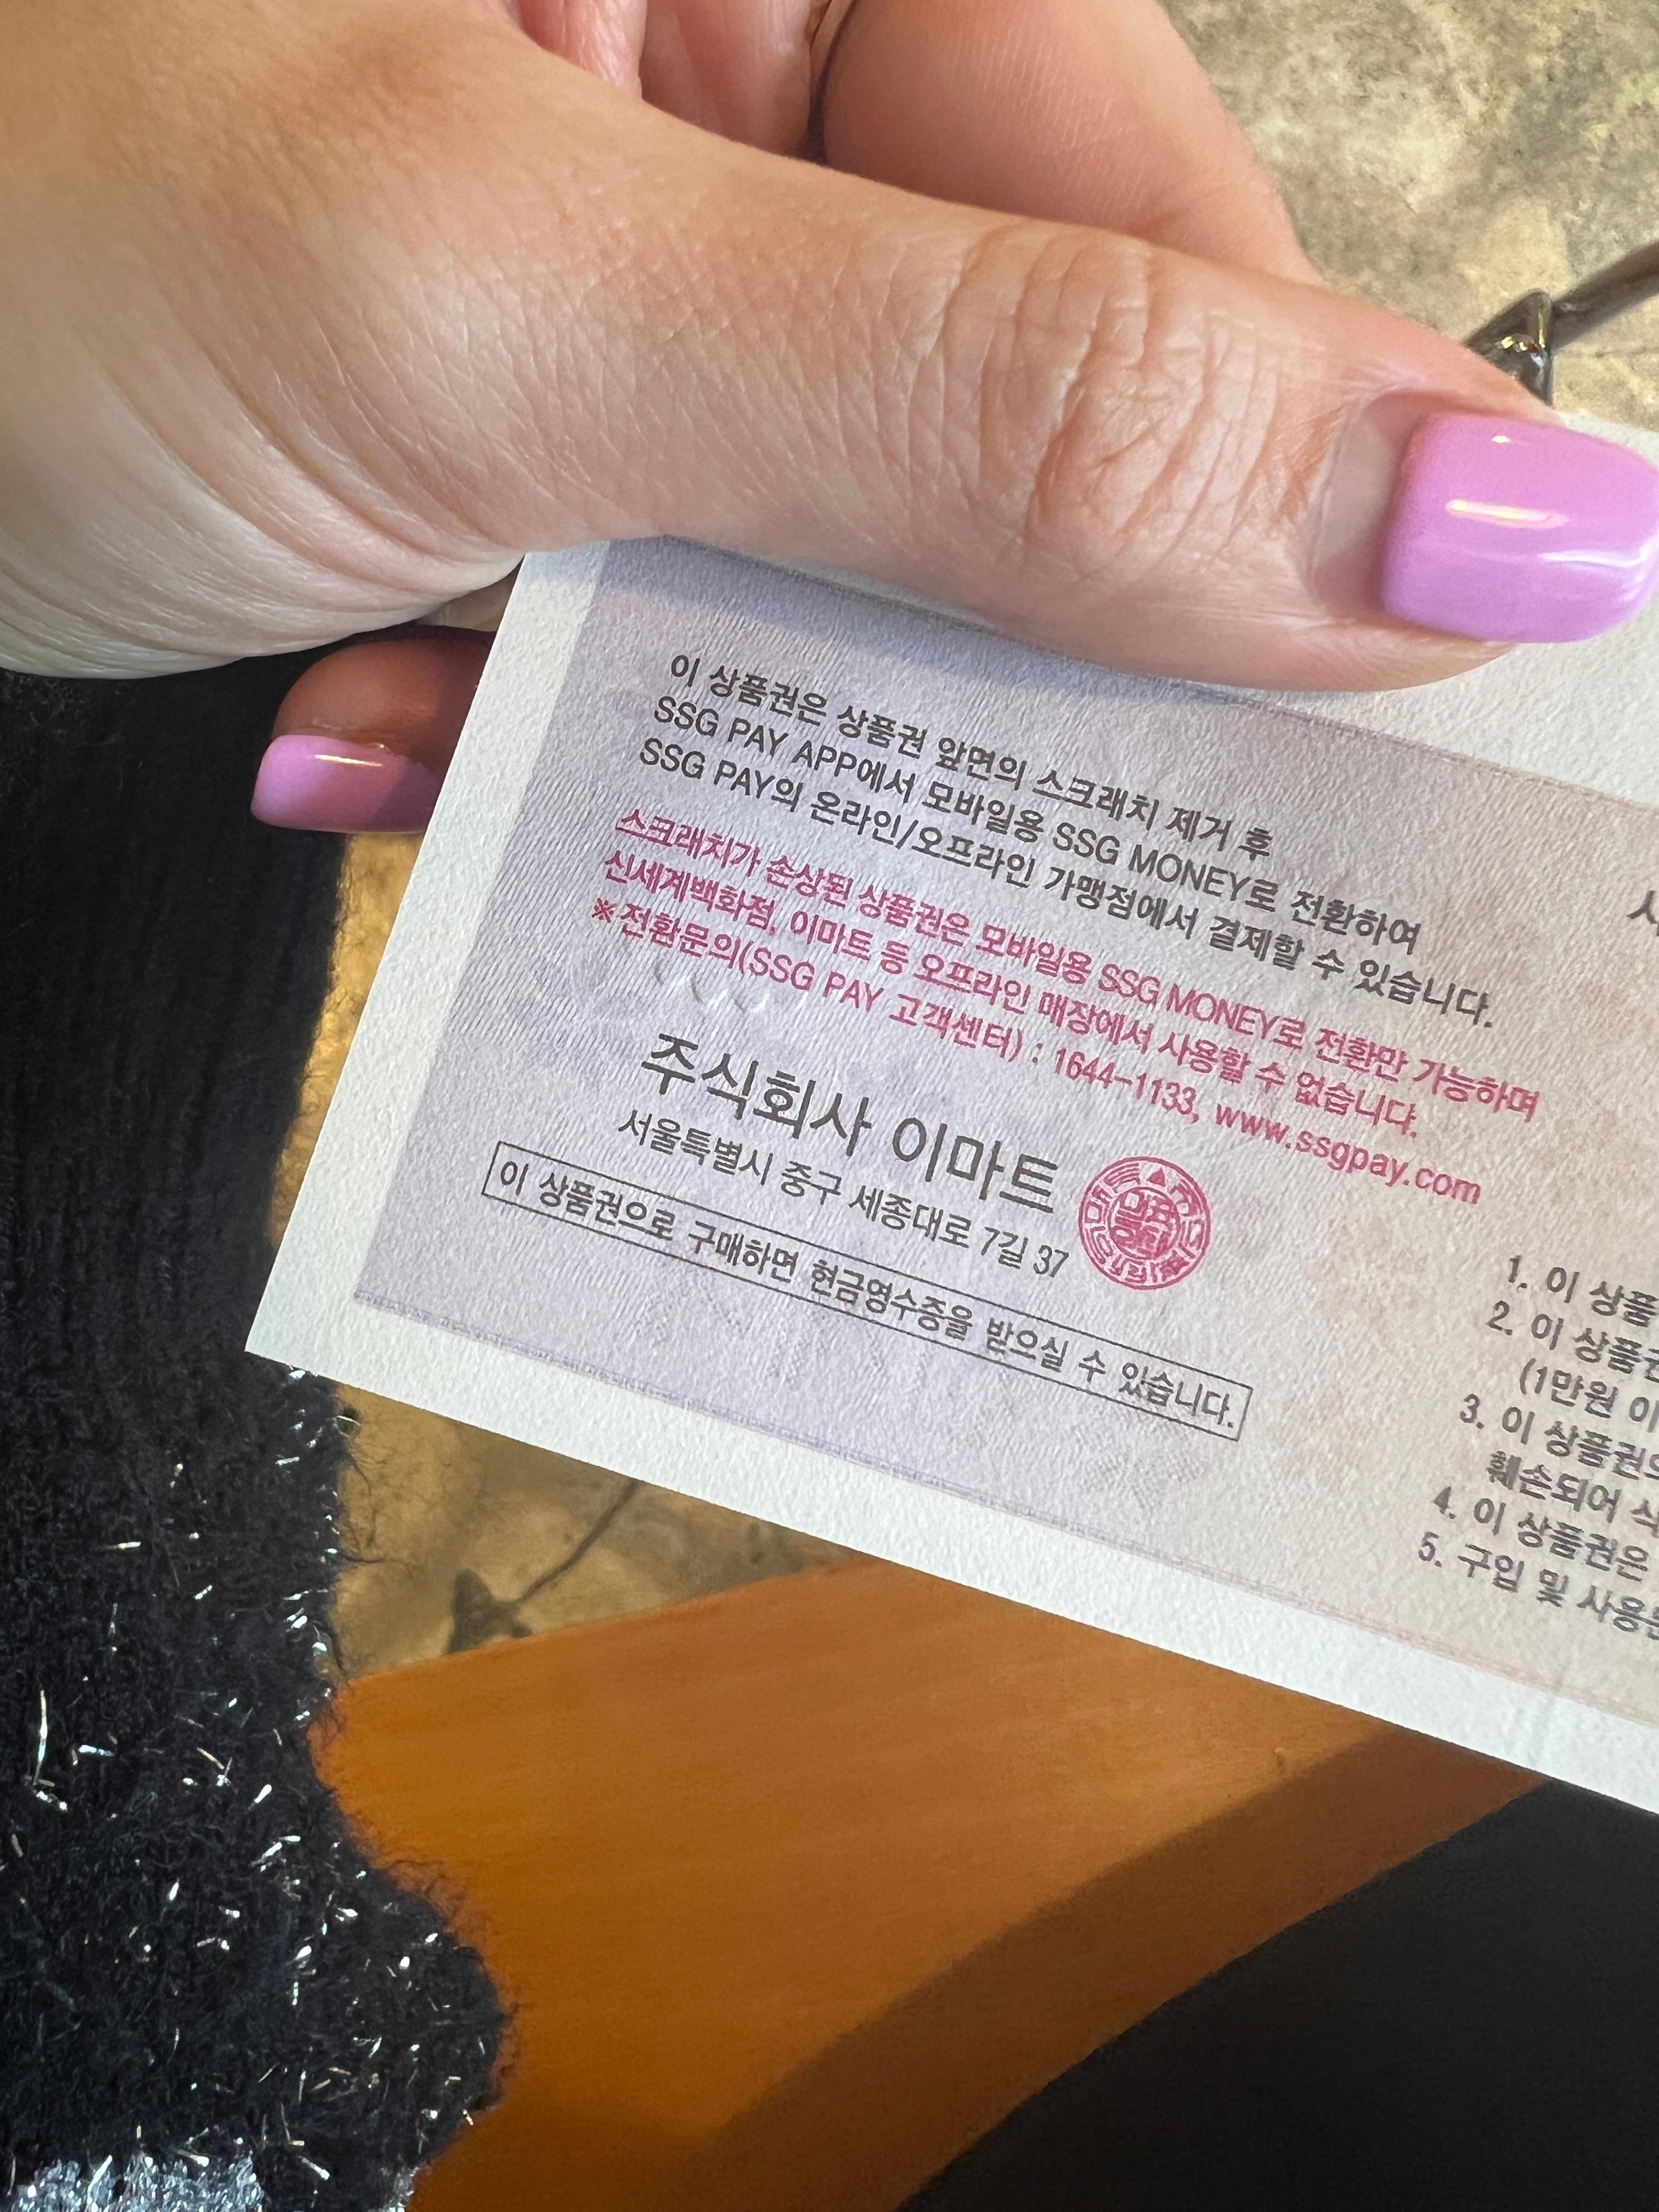 이 상품권은 상품권 앞면의 스크래치 제거 후
SSG PAY APP에서 모바일용 SSG MONEY로 전환하여
SSG PAY의 온라인/오프라인 가맹점에서 결제할 수 있습니다.
스크래치가 손상된 상품권은 모바일용 SSG MONEY로 전환만 가능하며
신세계백화점, 이마트 등 오프라인 매장에서 사용할 수 없습니다.
※ 전환문의(SSG PAY 고객센터) : 1644-1133, www.ssgpay.com
주식회사 이마트
서울특별시 중구 세종대로 7길 37
이 상품권으로 구매하면 현금영수증을 받으실 수 있습니다.
1. 이 상품
2. 이 상품권
(1만원 이
3. 이 상품권의
훼손되어 식
4. 이 상품권은
5. 구입 및 사용